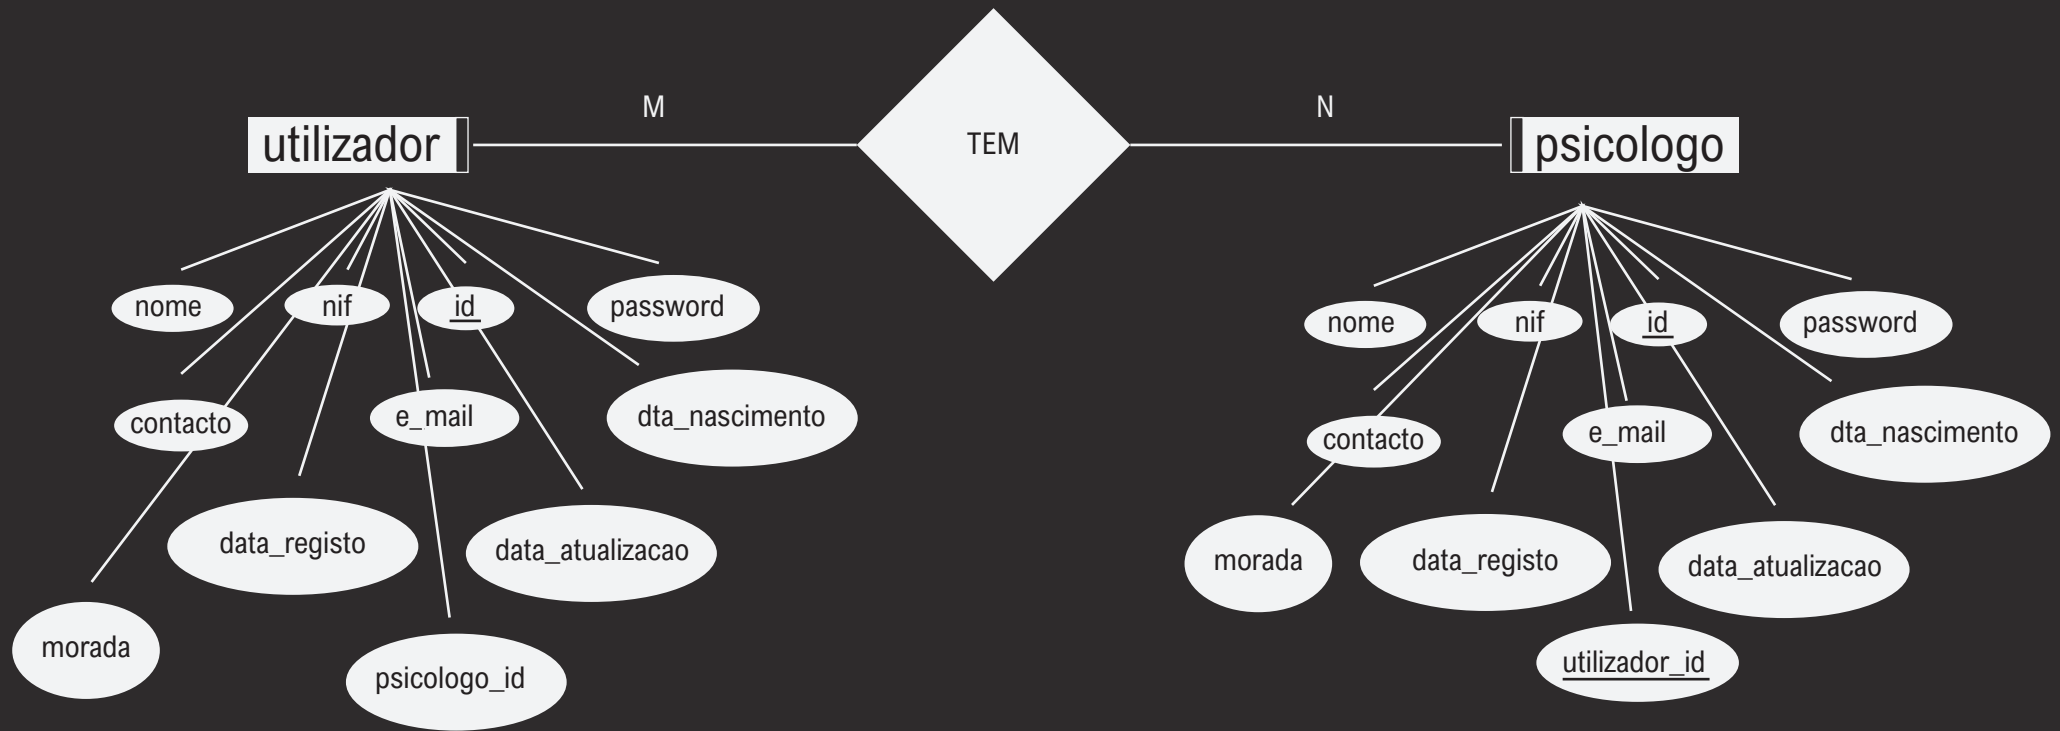 M
N
utilizador
TEM
psicologo
nome
nif
id
password
contacto
e_mail
dta_nascimento
data_registo
data_atualizacao
morada
psicologo_id
nome
nif
id
password
contacto
e_mail
dta_nascimento
morada
data_registo
data_atualizacao
utilizador_id